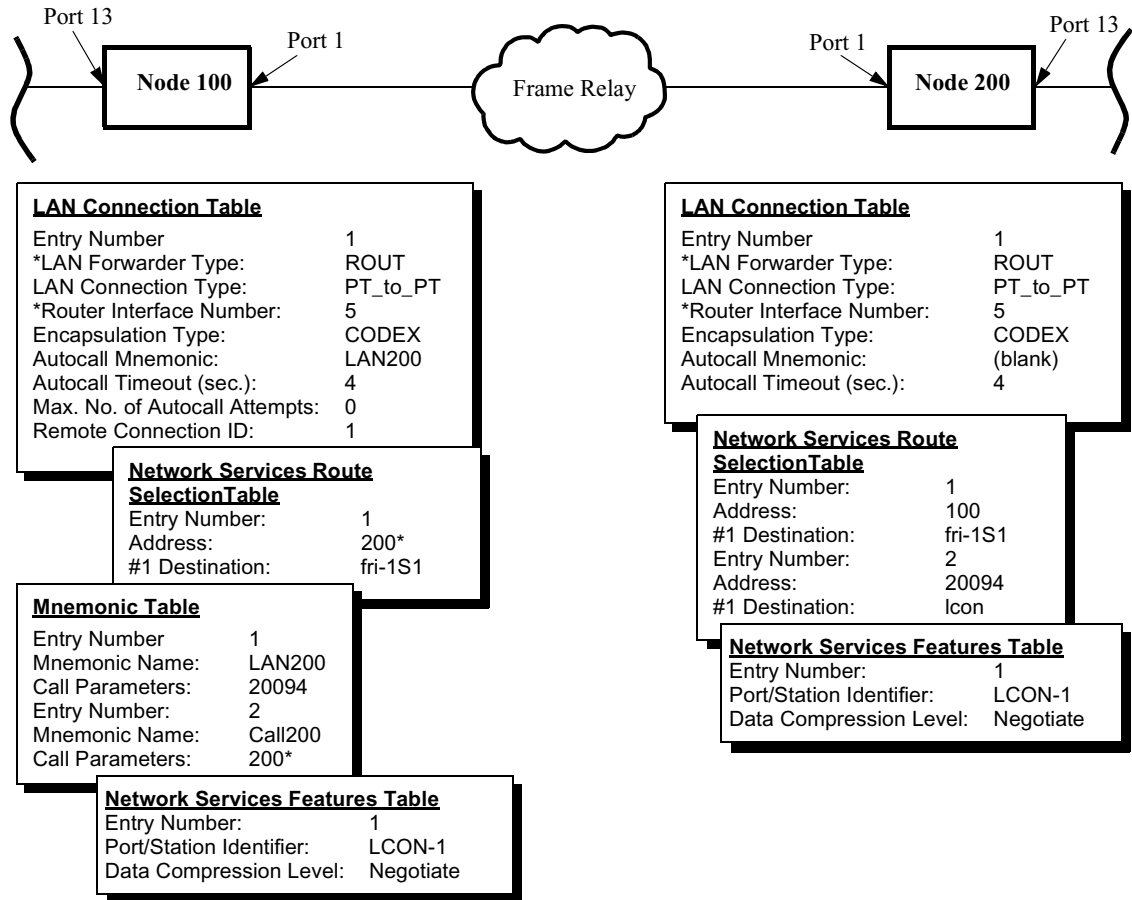 Port 13
Port 1
Port 1
Port 13
Node 100
Frame Relay
Node 200
LAN Connection Table
Entry Number 1
*LAN Forwarder Type: ROUT
LAN Connection Type: PT_to_PT
*Router Interface Number: 5
Encapsulation Type: CODEX
Autocall Mnemonic: LAN200
Autocall Timeout (sec.): 4
Max. No. of Autocall Attempts: 0
Remote Connection ID: 1
Network Services Route
SelectionTable
Entry Number: 1
Address: 200*
#1 Destination: fri-1S1
Mnemonic Table
Entry Number 1
Mnemonic Name: LAN200
Call Parameters: 20094
Entry Number: 2
Mnemonic Name: Call200
Call Parameters: 200*
Network Services Features Table
Entry Number: 1
Port/Station Identifier: LCON-1
Data Compression Level: Negotiate
LAN Connection Table
Entry Number 1
*LAN Forwarder Type: ROUT
LAN Connection Type: PT_to_PT
*Router Interface Number: 5
Encapsulation Type: CODEX
Autocall Mnemonic: (blank)
Autocall Timeout (sec.): 4
Network Services Route
SelectionTable
Entry Number: 1
Address: 100
#1 Destination: fri-1S1
Entry Number: 2
Address: 20094
#1 Destination: lcon
Network Services Features Table
Entry Number: 1
Port/Station Identifier: LCON-1
Data Compression Level: Negotiate